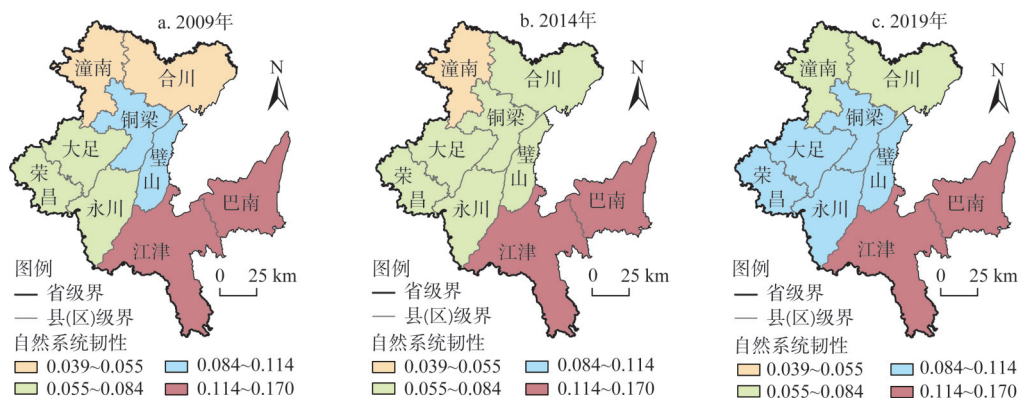 a. 2009年
潼南
合川
N
铜梁
大足
璧山
荣昌
永川
巴南
江津
图例
0 25 km
省级界
县(区)级界
自然系统韧性
0.039~0.055
0.084~0.114
0.055~0.084
0.114~0.170
b. 2014年
潼南
合川
N
铜梁
大足
璧山
荣昌
永川
巴南
江津
图例
0 25 km
省级界
县(区)级界
自然系统韧性
0.039~0.055
0.084~0.114
0.055~0.084
0.114~0.170
c. 2019年
潼南
合川
N
铜梁
大足
璧山
荣昌
永川
巴南
江津
图例
0 25 km
省级界
县(区)级界
自然系统韧性
0.039~0.055
0.084~0.114
0.055~0.084
0.114~0.170